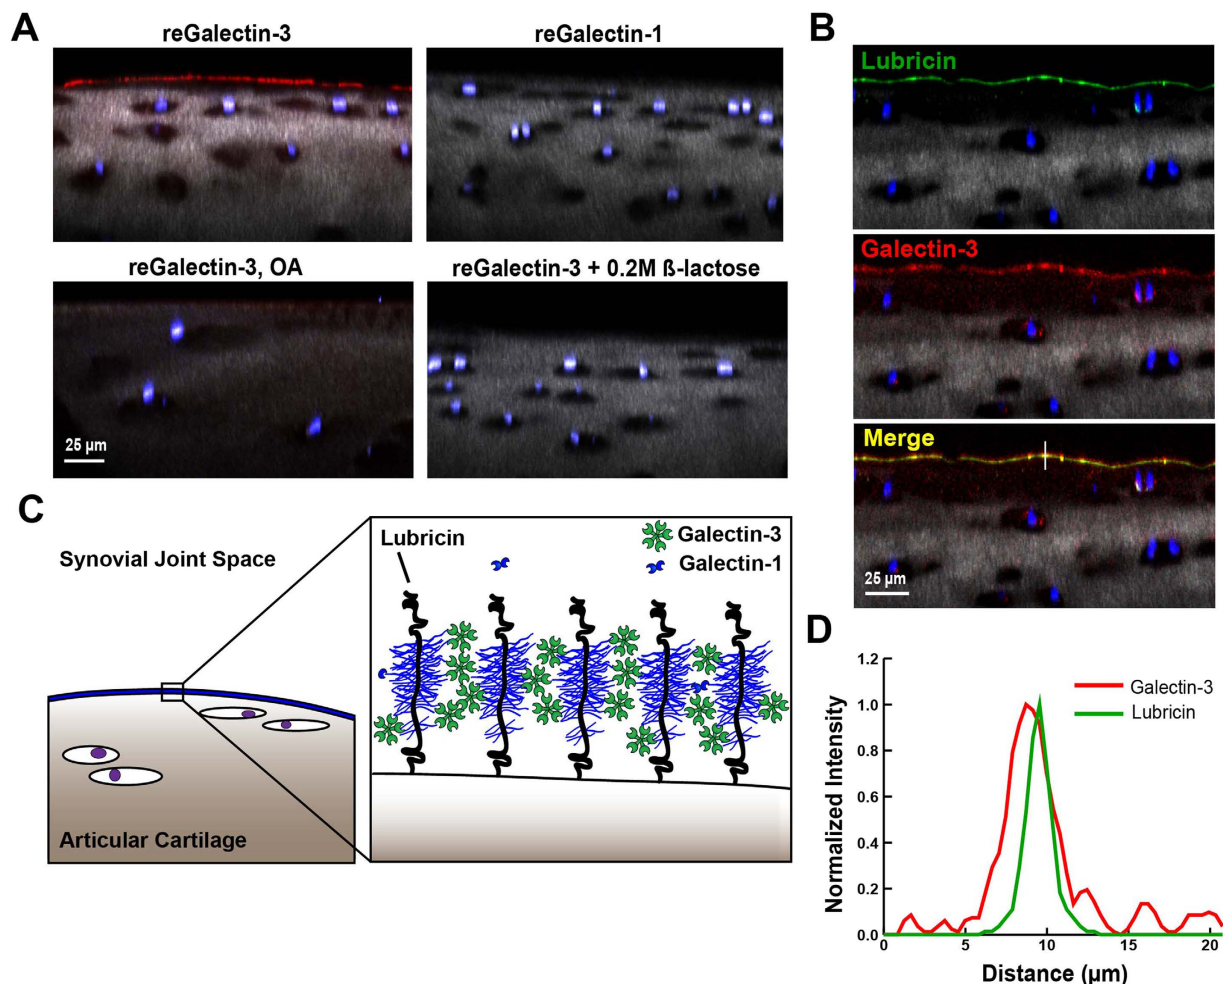 A
reGalectin-3
reGalectin-1
reGalectin-3, OA
reGalectin-3 + 0.2M ß-lactose
25 µm
B
Lubricin
Galectin-3
Merge
25 µm
C
Synovial Joint Space
Articular Cartilage
Lubricin
Galectin-3
Galectin-1
D
Normalized Intensity
1.2
1.0
0.8
0.6
0.4
0.2
0.0
0
5
10
15
20
Distance (µm)
Galectin-3
Lubricin